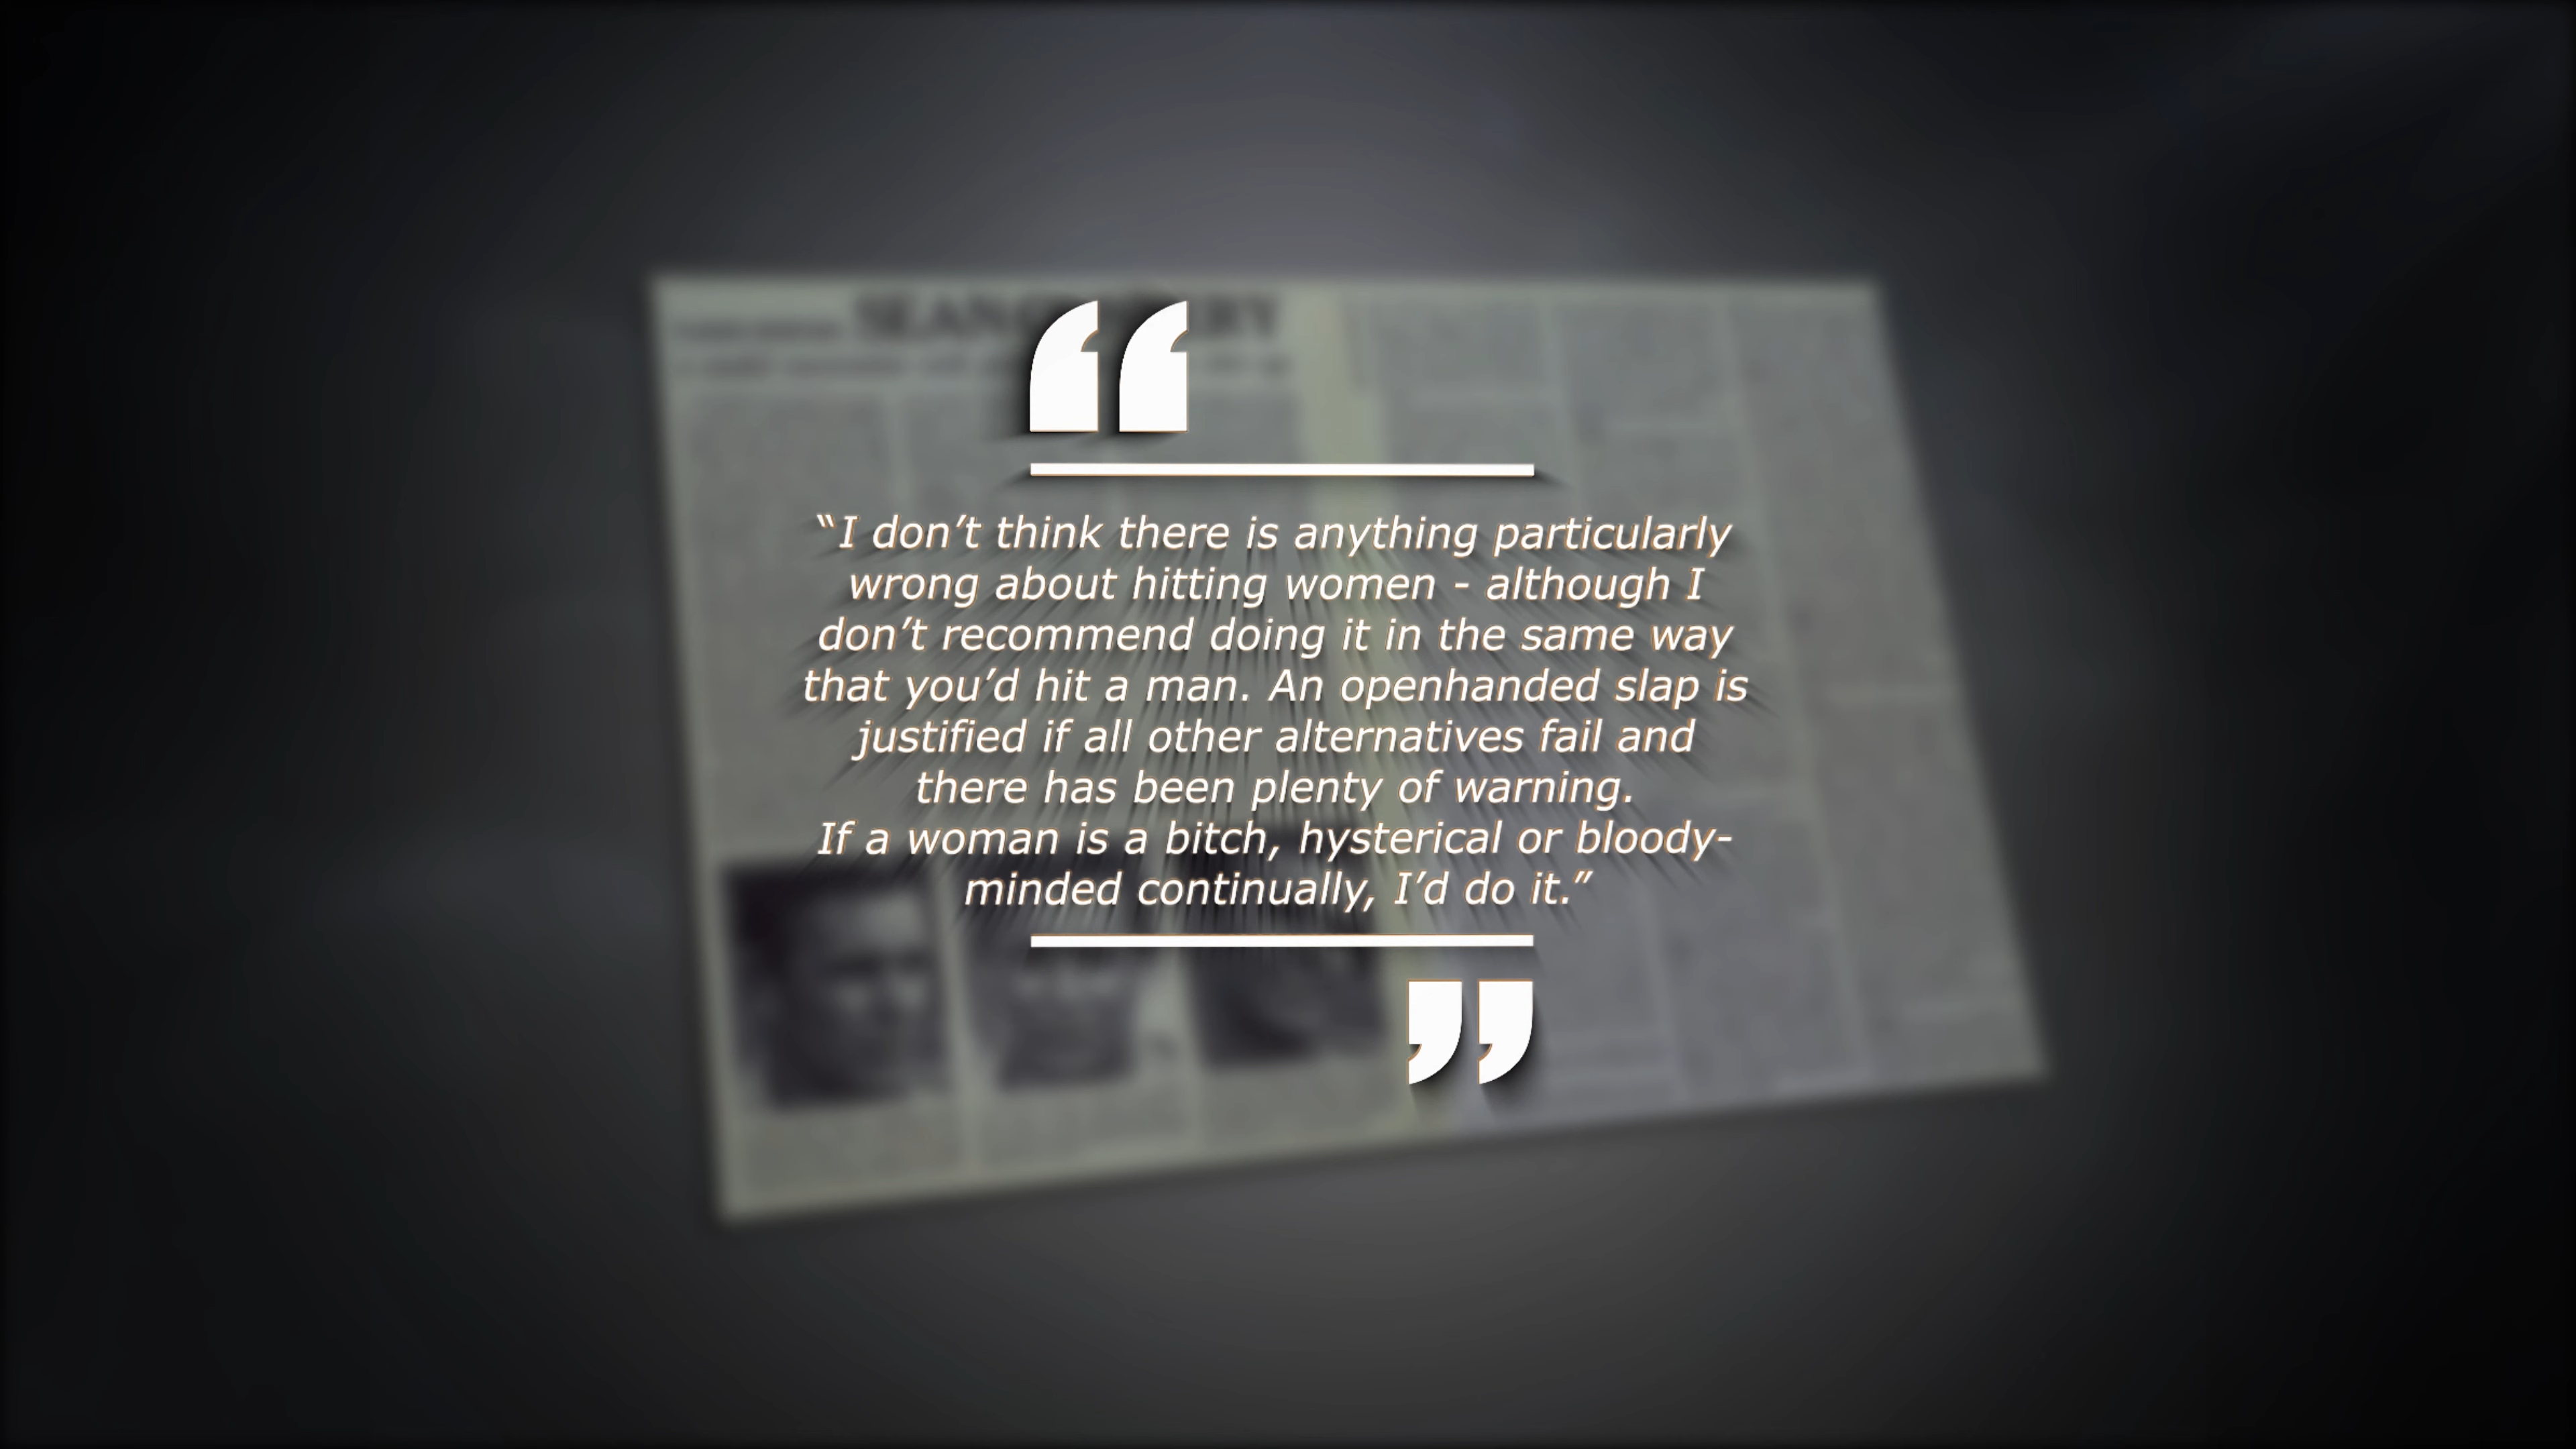 SEAN
“I don’t think there is anything particularly
wrong about hitting women - although I
don’t recommend doing it in the same way
that you’d hit a man. An openhanded slap is
justified if all other alternatives fail and
there has been plenty of warning.
If a woman is a bitch, hysterical or bloody-
minded continually, I’d do it.”